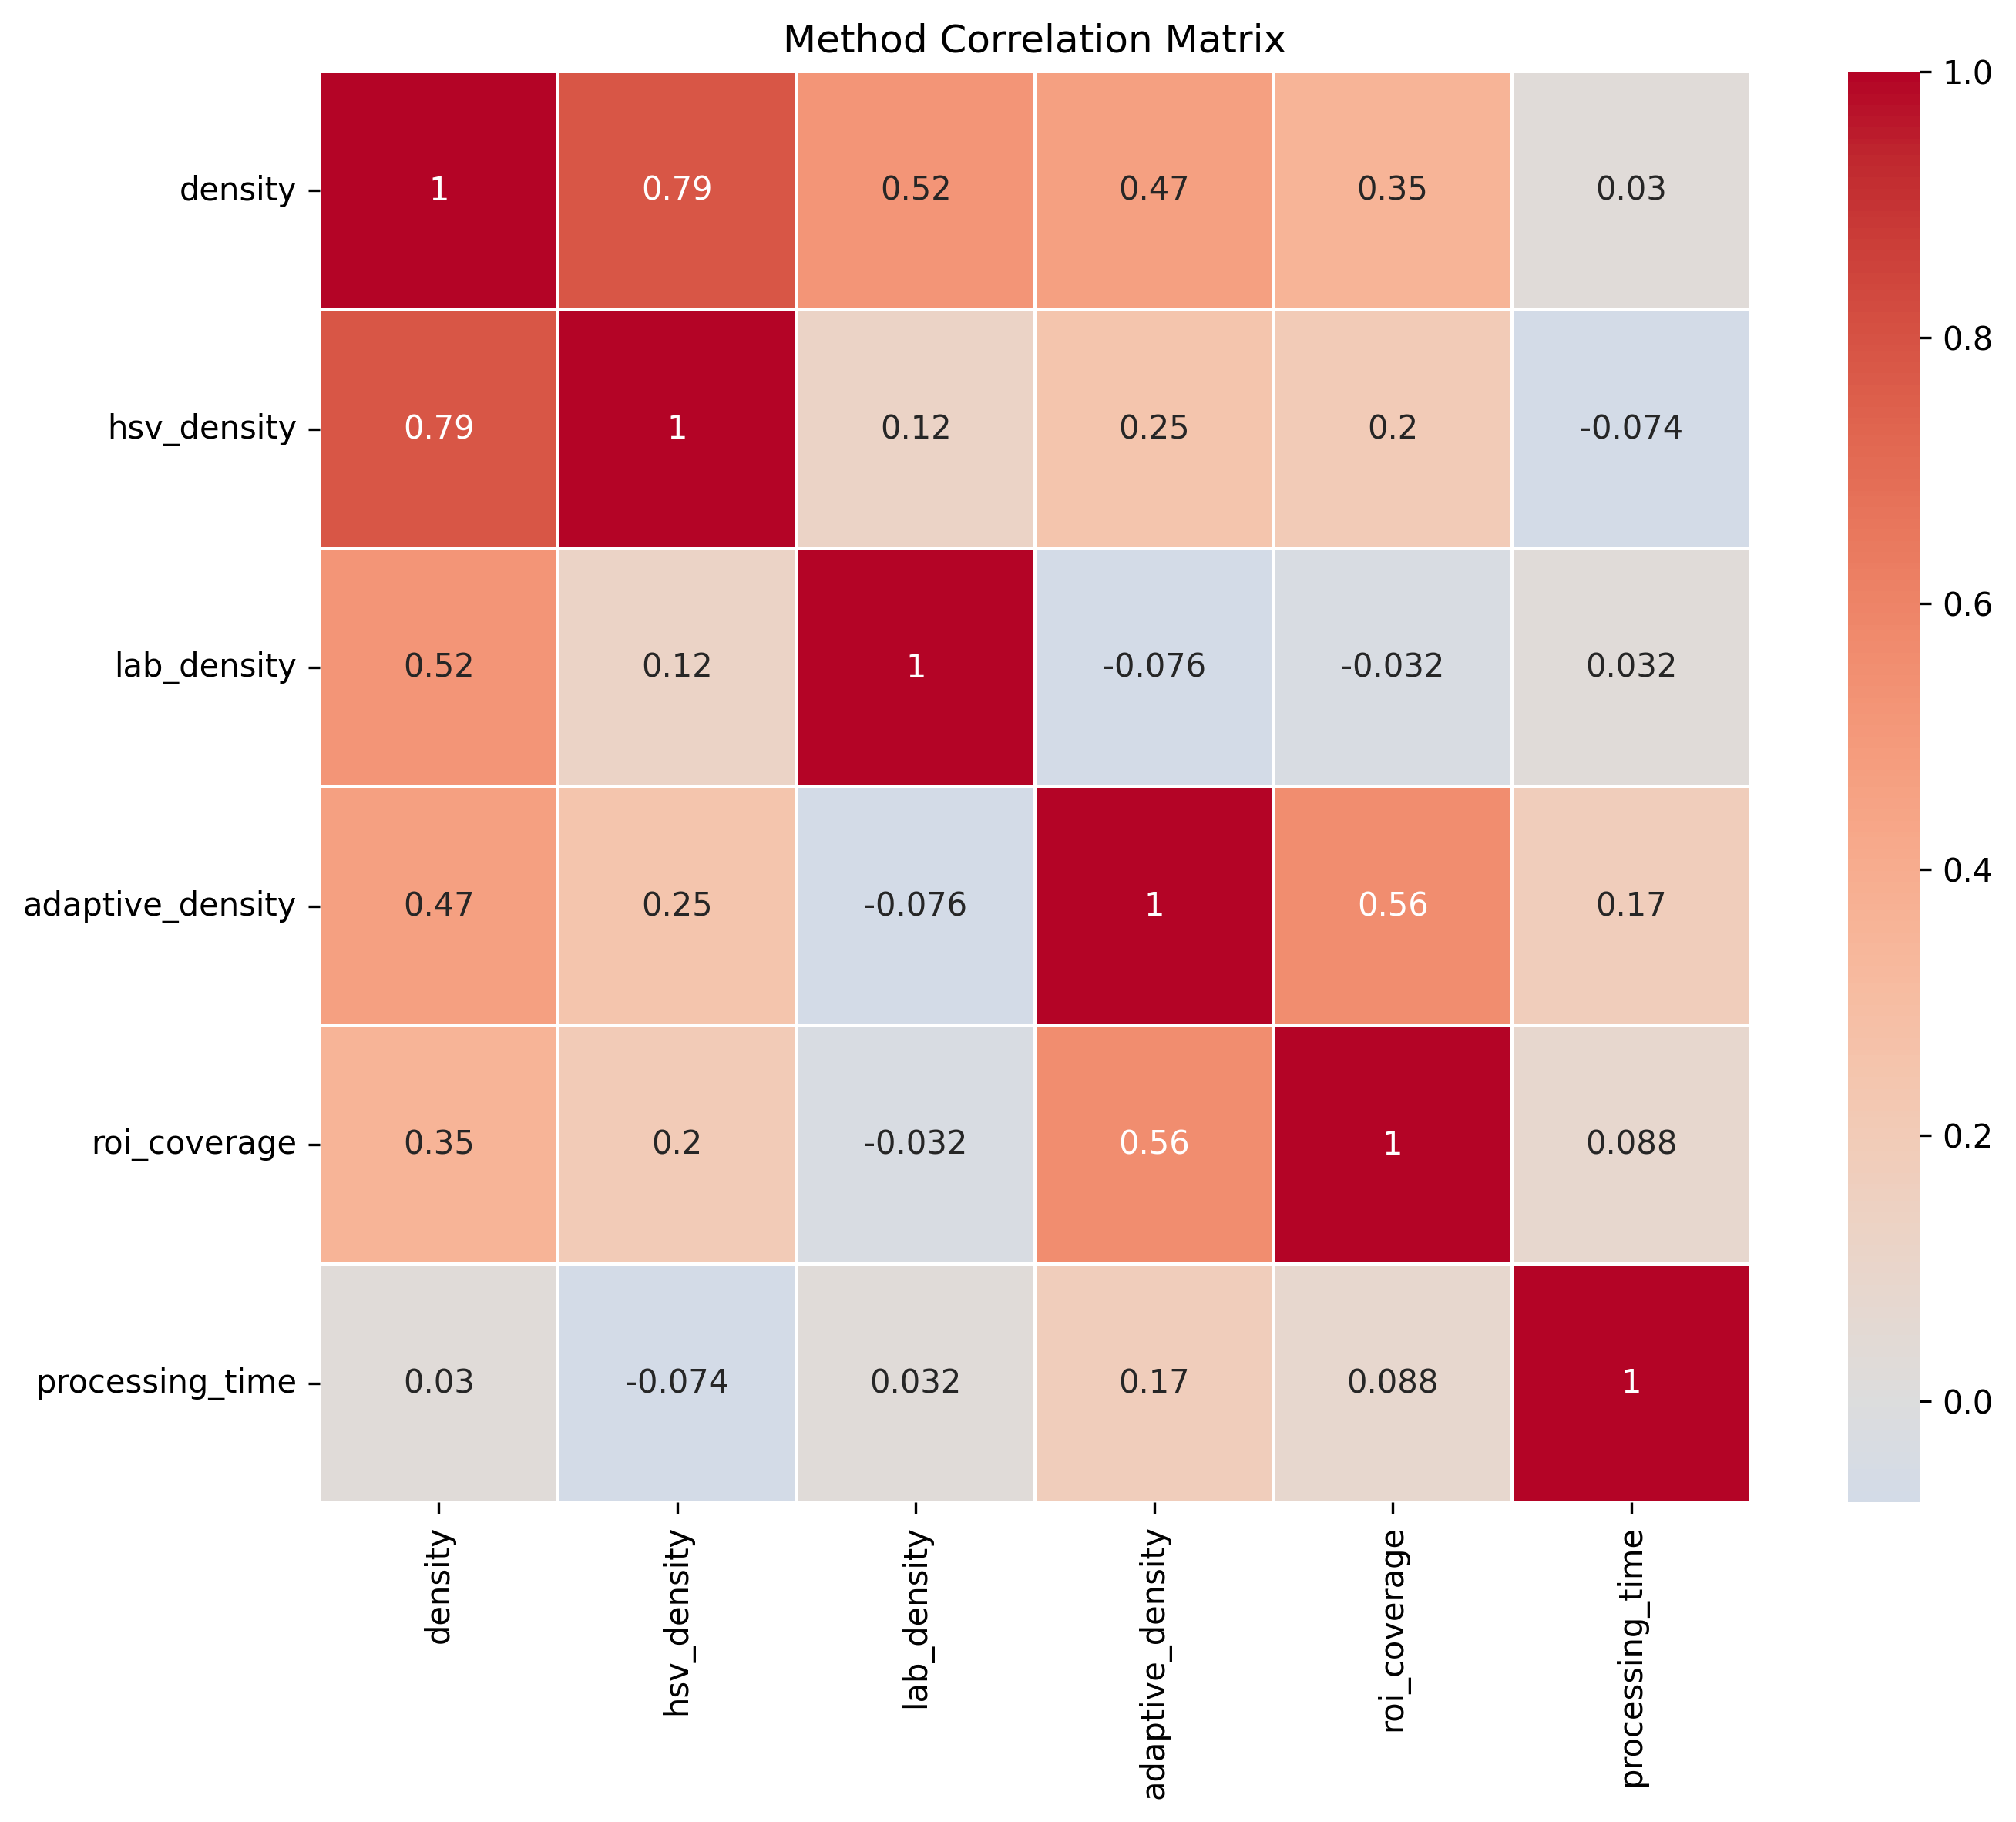 Method Correlation Matrix
density 1 0.79 0.52 0.47 0.35 0.03
hsv_density 0.79 1 0.12 0.25 0.2 -0.074
lab_density 0.52 0.12 1 -0.076 -0.032 0.032
adaptive_density 0.47 0.25 -0.076 1 0.56 0.17
roi_coverage 0.35 0.2 -0.032 0.56 1 0.088
processing_time 0.03 -0.074 0.032 0.17 0.088 1
density hsv_density lab_density adaptive_density roi_coverage processing_time
1.0
0.8
0.6
0.4
0.2
0.0